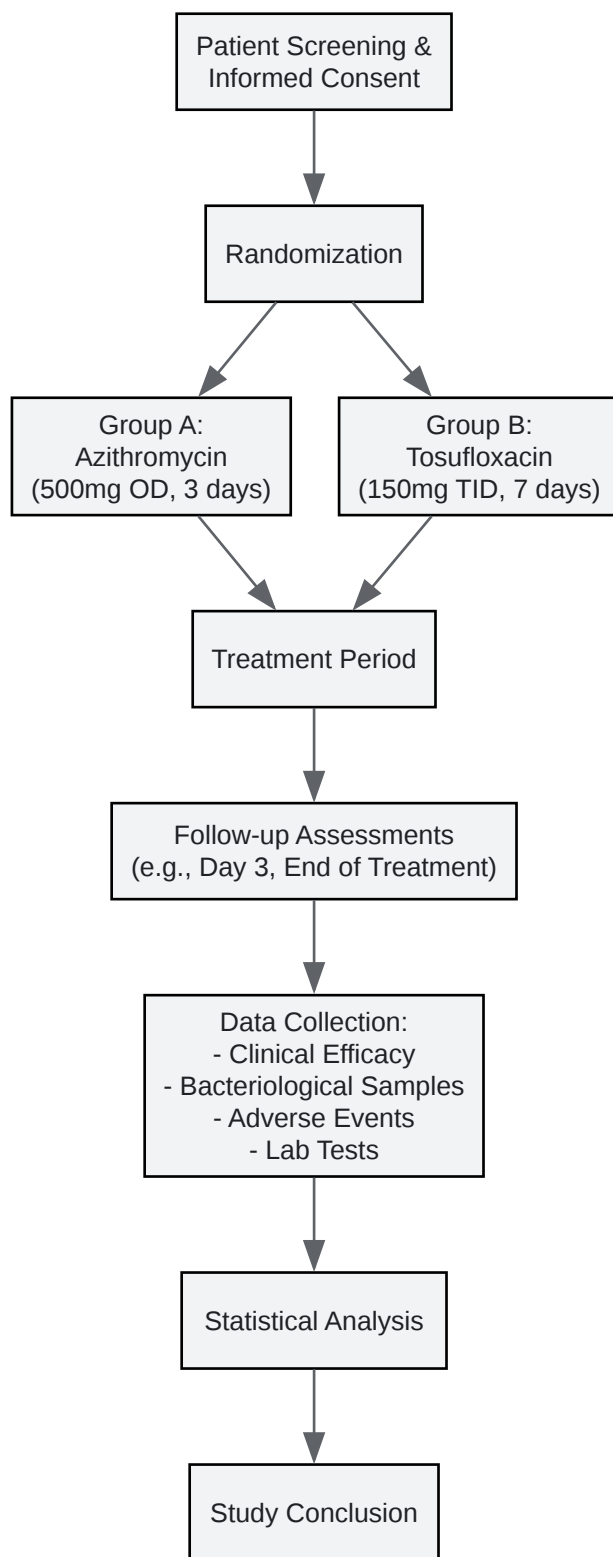 Patient Screening &
Informed Consent
Randomization
Group A:
Azithromycin
(500mg OD, 3 days)
Group B:
Tosufloxacin
(150mg TID, 7 days)
Treatment Period
Follow-up Assessments
(e.g., Day 3, End of Treatment)
Data Collection:
- Clinical Efficacy
- Bacteriological Samples
- Adverse Events
- Lab Tests
Statistical Analysis
Study Conclusion